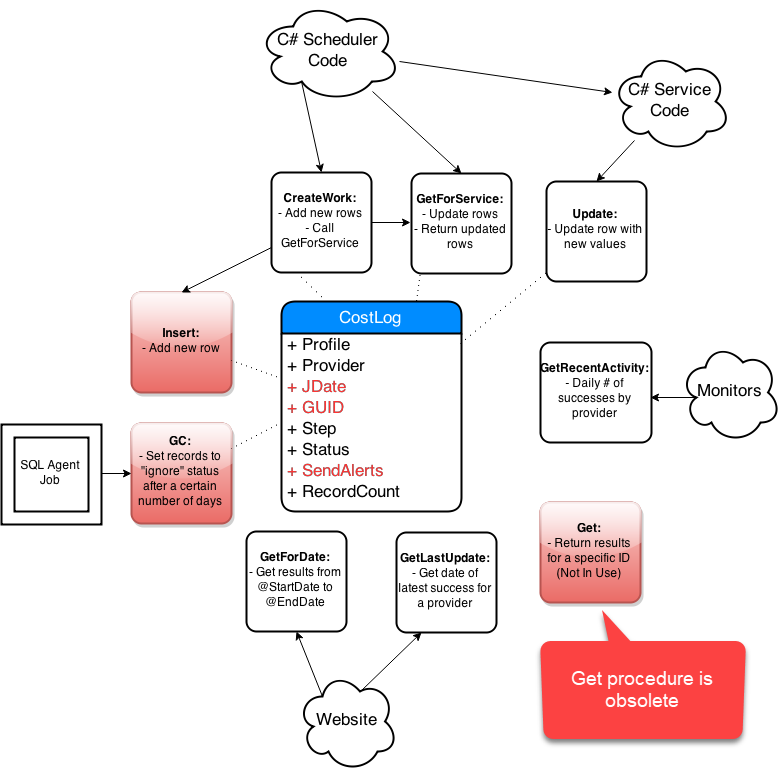 C# Scheduler
Code
C# Service
Code
CreateWork:
- Add new rows
- Call
GetForService
GetForService:
- Update rows
- Return updated
rows
Update:
- Update row with
new values
Insert:
- Add new row
CostLog
+ Profile
+ Provider
+ JDate
+ GUID
+ Step
+ Status
+ SendAlerts
+ RecordCount
GetRecentActivity:
- Daily # of
successes by
provider
Monitors
SQL Agent
Job
GC:
- Set records to
"ignore" status
after a certain
number of days
Get:
- Return results
for a specific ID
(Not In Use)
GetForDate:
- Get results from
@StartDate to
@EndDate
GetLastUpdate:
- Get date of
latest success for
a provider
Get procedure is
obsolete
Website